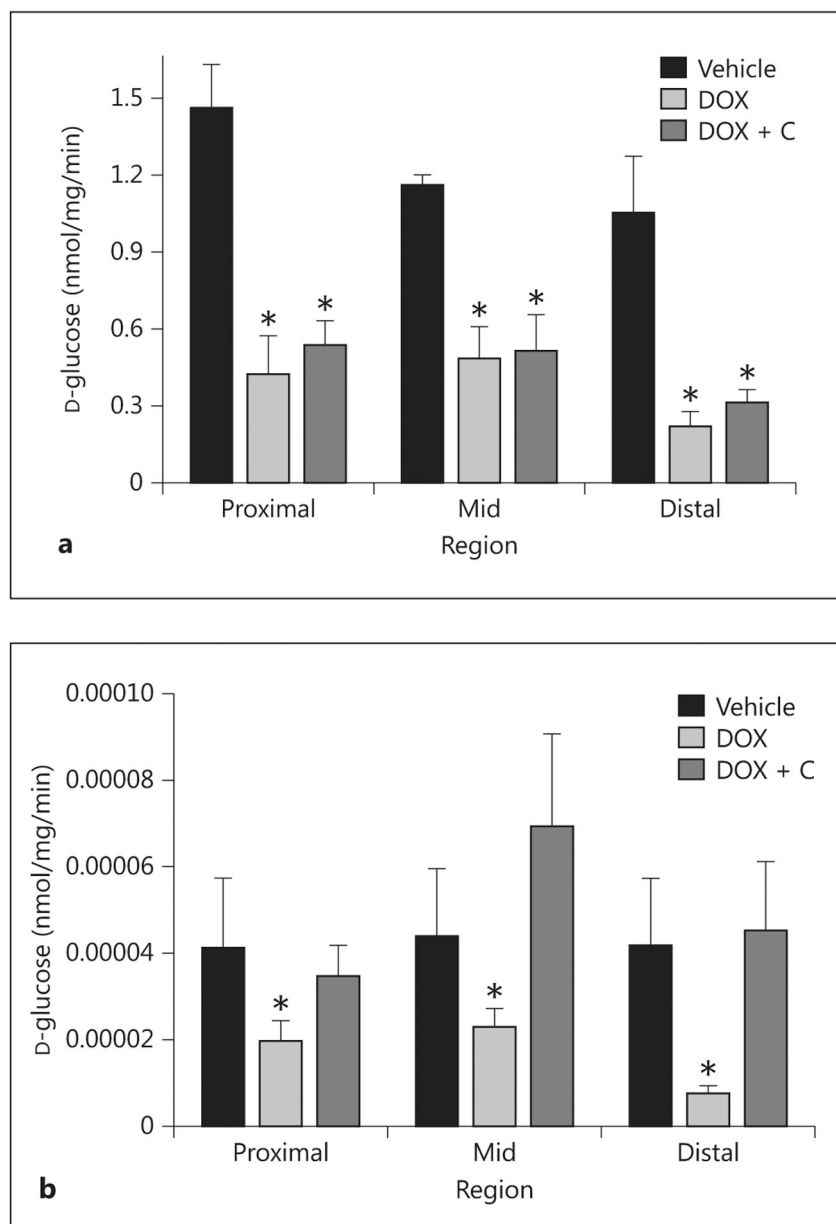 Vehicle
DOX
DOX + C
D-glucose (nmol/mg/min)
1.5
1.2
0.9
0.6
0.3
0
* * * * * *
Proximal Mid Distal
Region
a
Vehicle
DOX
DOX + C
D-glucose (nmol/mg/min)
0.00010
0.00008
0.00006
0.00004
0.00002
0
* * *
Proximal Mid Distal
Region
b